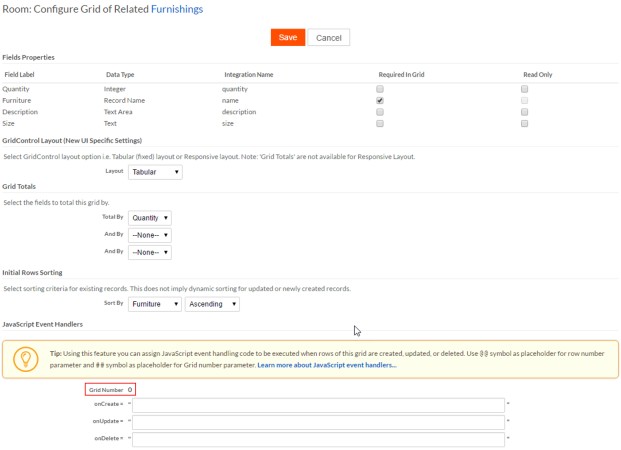 Room: Configure Grid of Related Furnishings
Save Cancel
Fields Properties
Field Label Data Type Integration Name Required In Grid Read Only
Quantity Integer quantity
Furniture Record Name name
Description Text Area description
Size Text size
GridControl Layout (New UI Specific Settings)
Select GridControl layout option i.e. Tabular (fixed) layout or Responsive layout. Note: 'Grid Totals' are not available for Responsive Layout.
Layout Tabular
Grid Totals
Select the fields to total this grid by.
Total By Quantity
And By --None--
And By --None--
Initial Rows Sorting
Select sorting criteria for existing records. This does not imply dynamic sorting for updated or newly created records.
Sort By Furniture Ascending
JavaScript Event Handlers
Tip: Using this feature you can assign JavaScript event handling code to be executed when rows of this grid are created, updated, or deleted. Use @@ symbol as placeholder for row number
parameter and ## symbol as placeholder for Grid number parameter. Learn more about JavaScript event handlers...
Grid Number 0
onCreate = " "
onUpdate = " "
onDelete = " "